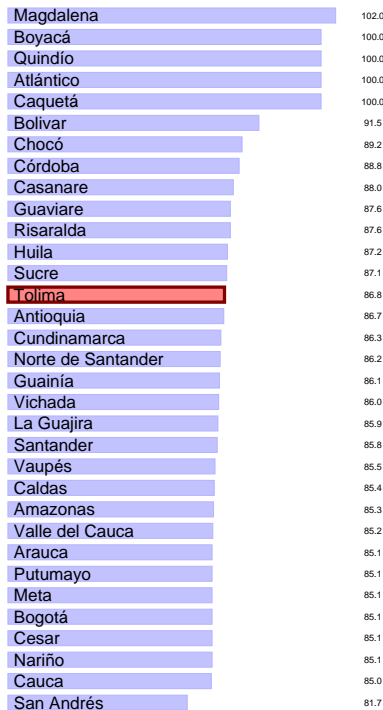 Magdalena 102.0
Boyacá 100.0
Quindío 100.0
Atlántico 100.0
Caquetá 100.0
Bolivar 91.5
Chocó 89.2
Córdoba 88.8
Casanare 88.0
Guaviare 87.6
Risaralda 87.6
Huila 87.2
Sucre 87.1
Tolima 86.8
Antioquia 86.7
Cundinamarca 86.3
Norte de Santander 86.2
Guainía 86.1
Vichada 86.0
La Guajira 85.9
Santander 85.8
Vaupés 85.5
Caldas 85.4
Amazonas 85.3
Valle del Cauca 85.2
Arauca 85.1
Putumayo 85.1
Meta 85.1
Bogotá 85.1
Cesar 85.1
Nariño 85.1
Cauca 85.0
San Andrés 81.7